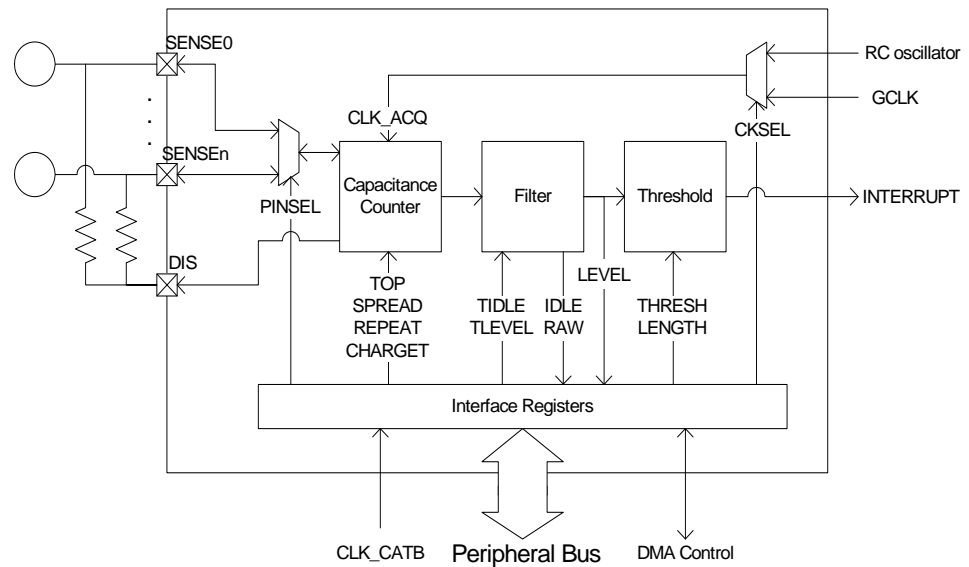 SENSE0
RC oscillator
GCLK
CLK_ACQ
CKSEL
SENSEn
PINSEL
Capacitance
Counter
Filter
Threshold
INTERRUPT
DIS
TOP
SPREAD
REPEAT
CHARGET
TIDLE
TLEVEL
IDLE
RAW
LEVEL
THRESH
LENGTH
Interface Registers
CLK_CATB
Peripheral Bus
DMA Control